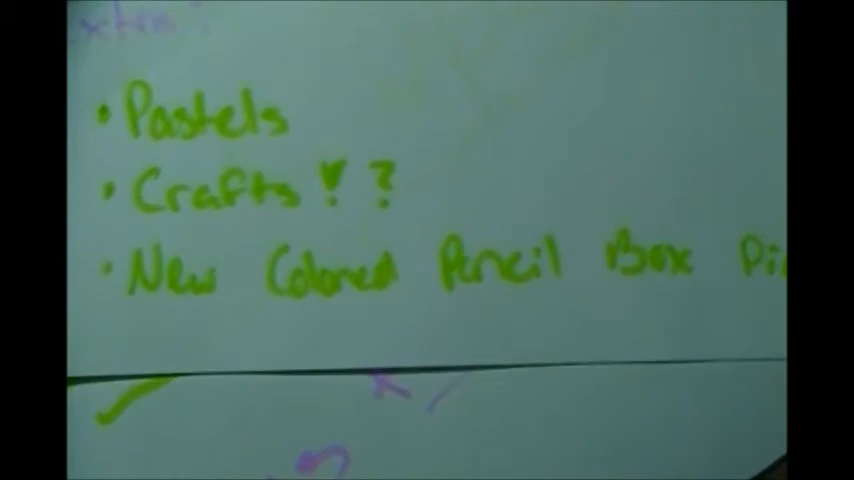 • Pastels
• Crafts!?
• New Colored Pencil Box